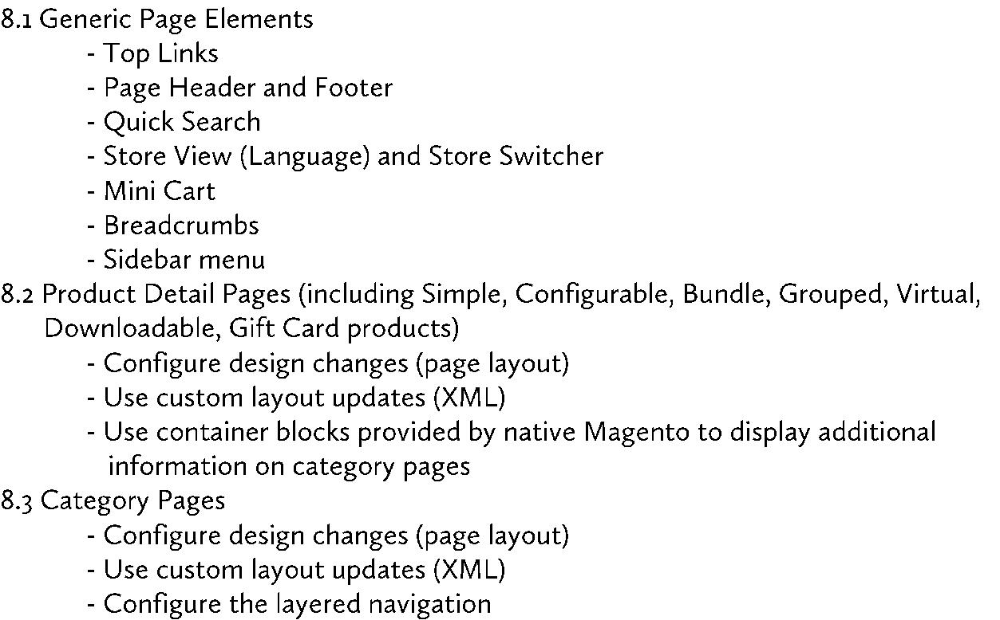 8.1 Generic Page Elements
- Top Links
- Page Header and Footer
- Quick Search
- Store View (Language) and Store Switcher
- Mini Cart
- Breadcrumbs
- Sidebar menu
8.2 Product Detail Pages (including Simple, Configurable, Bundle, Grouped, Virtual,
Downloadable, Gift Card products)
- Configure design changes (page layout)
- Use custom layout updates (XML)
- Use container blocks provided by native Magento to display additional
information on category pages
8.3 Category Pages
- Configure design changes (page layout)
- Use custom layout updates (XML)
- Configure the layered navigation